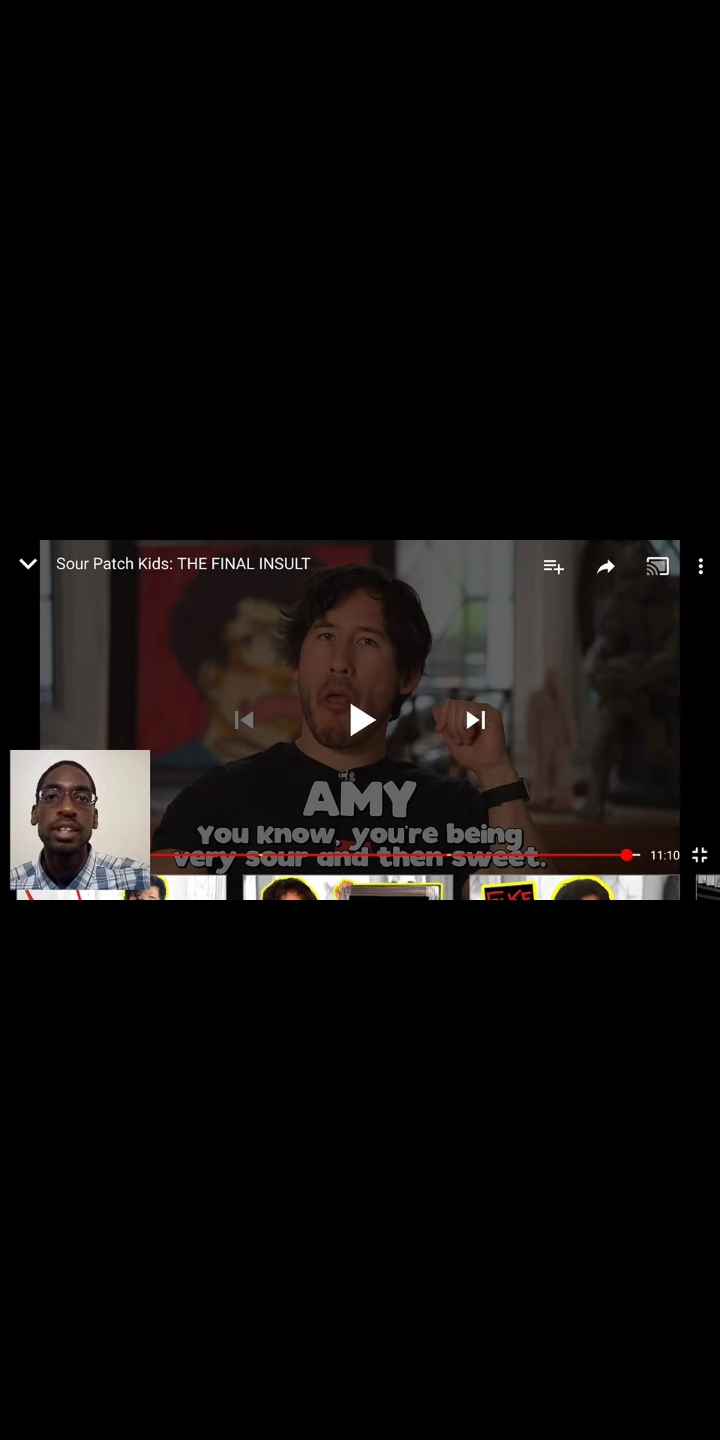 Sour Patch Kids: THE FINAL INSULT
AMY
You know, you're being
very sour and then sweet.
11:10
FIKE